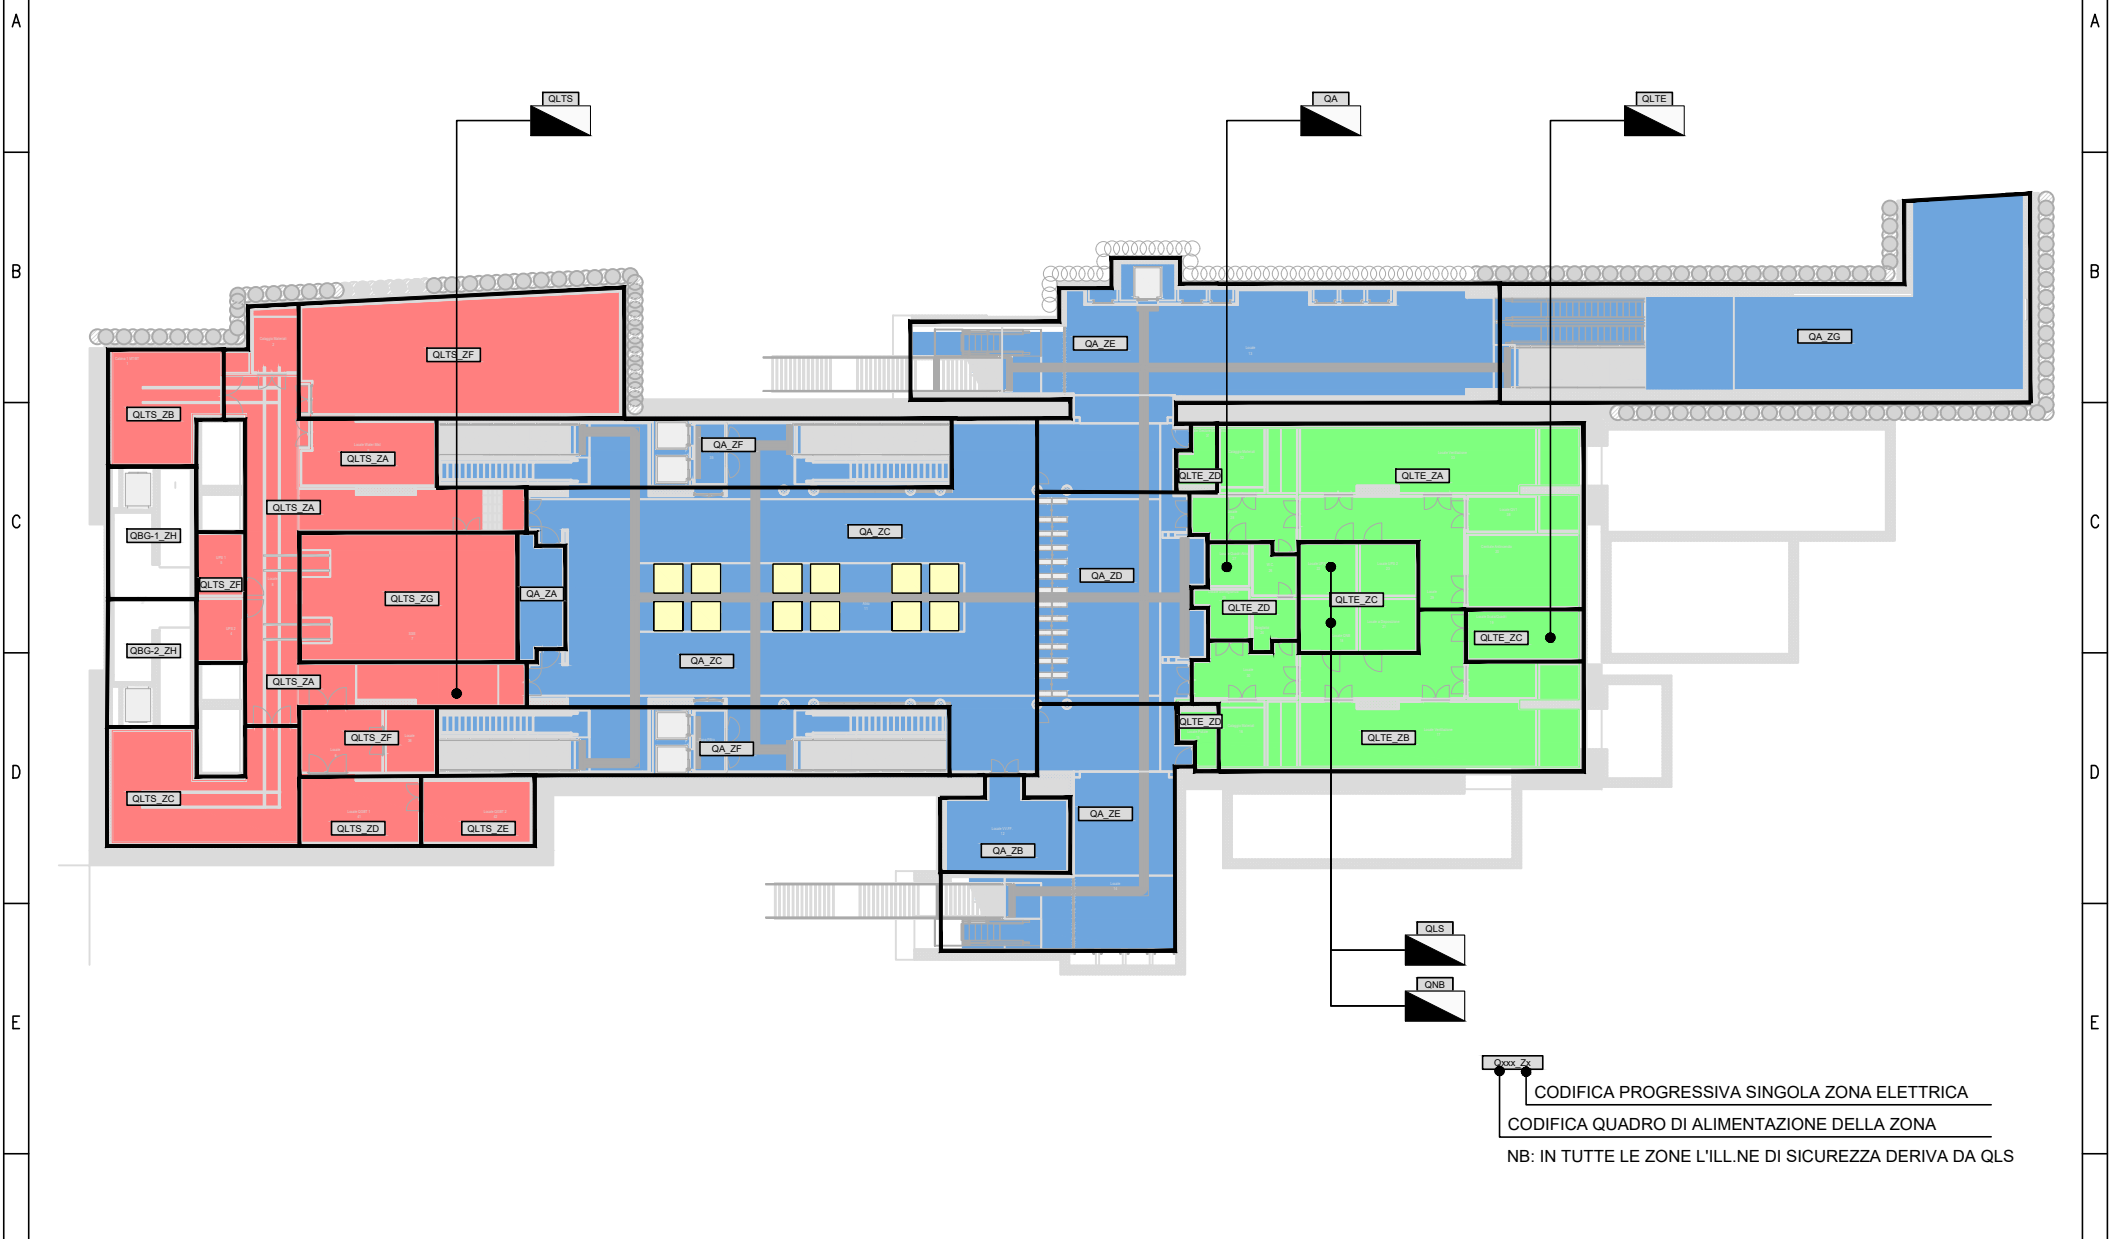 A
A
QLTS
QA
QLTE
B
B
QA_ZG
QA_ZE
QLTS_ZF
C
C
QLTS_ZB
QLTS_ZA
QA_ZF
QLTE_ZD
QLTE_ZA
QLTS_ZA
QA_ZC
QBG-1_ZH
QLTS_ZF
QLTS_ZG
QA_ZA
QA_ZD
QLTE_ZD
QLTE_ZC
QLTE_ZC
QBG-2_ZH
QA_ZC
QLTS_ZA
QLTE_ZD
QLTS_ZF
QA_ZF
QLTE_ZB
D
D
QLTS_ZC
QLTS_ZD
QLTS_ZE
QA_ZE
QA_ZB
QLS
QNB
E
E
Qxxx_Zx
CODIFICA PROGRESSIVA SINGOLA ZONA ELETTRICA
CODIFICA QUADRO DI ALIMENTAZIONE DELLA ZONA
NB: IN TUTTE LE ZONE L'ILL.NE DI SICUREZZA DERIVA DA QLS